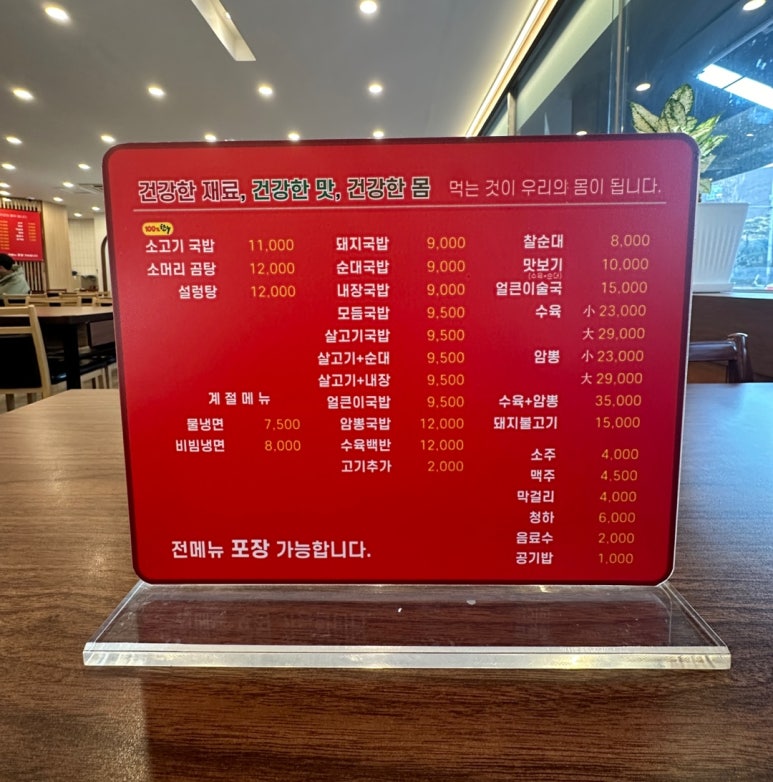 건강한 재료, 건강한 맛, 건강한 몸 먹는 것이 우리의 몸이 됩니다.
100%
소고기 국밥 11,000
소머리 곰탕 12,000
설렁탕 12,000
계절메뉴
물냉면 7,500
비빔냉면 8,000
돼지국밥 9,000
순대국밥 9,000
내장국밥 9,000
모듬국밥 9,500
살고기국밥 9,500
살고기+순대 9,500
살고기+내장 9,500
얼큰이국밥 9,500
암뽕국밥 12,000
수육백반 12,000
고기추가 2,000
찰순대 8,000
맛보기 10,000
(수육+순대)
얼큰이술국 15,000
수육 小 23,000
大 29,000
암뽕 小 23,000
大 29,000
수육+암뽕 35,000
돼지불고기 15,000
소주 4,000
맥주 4,500
막걸리 4,000
청하 6,000
음료수 2,000
공기밥 1,000
전메뉴 포장 가능합니다.